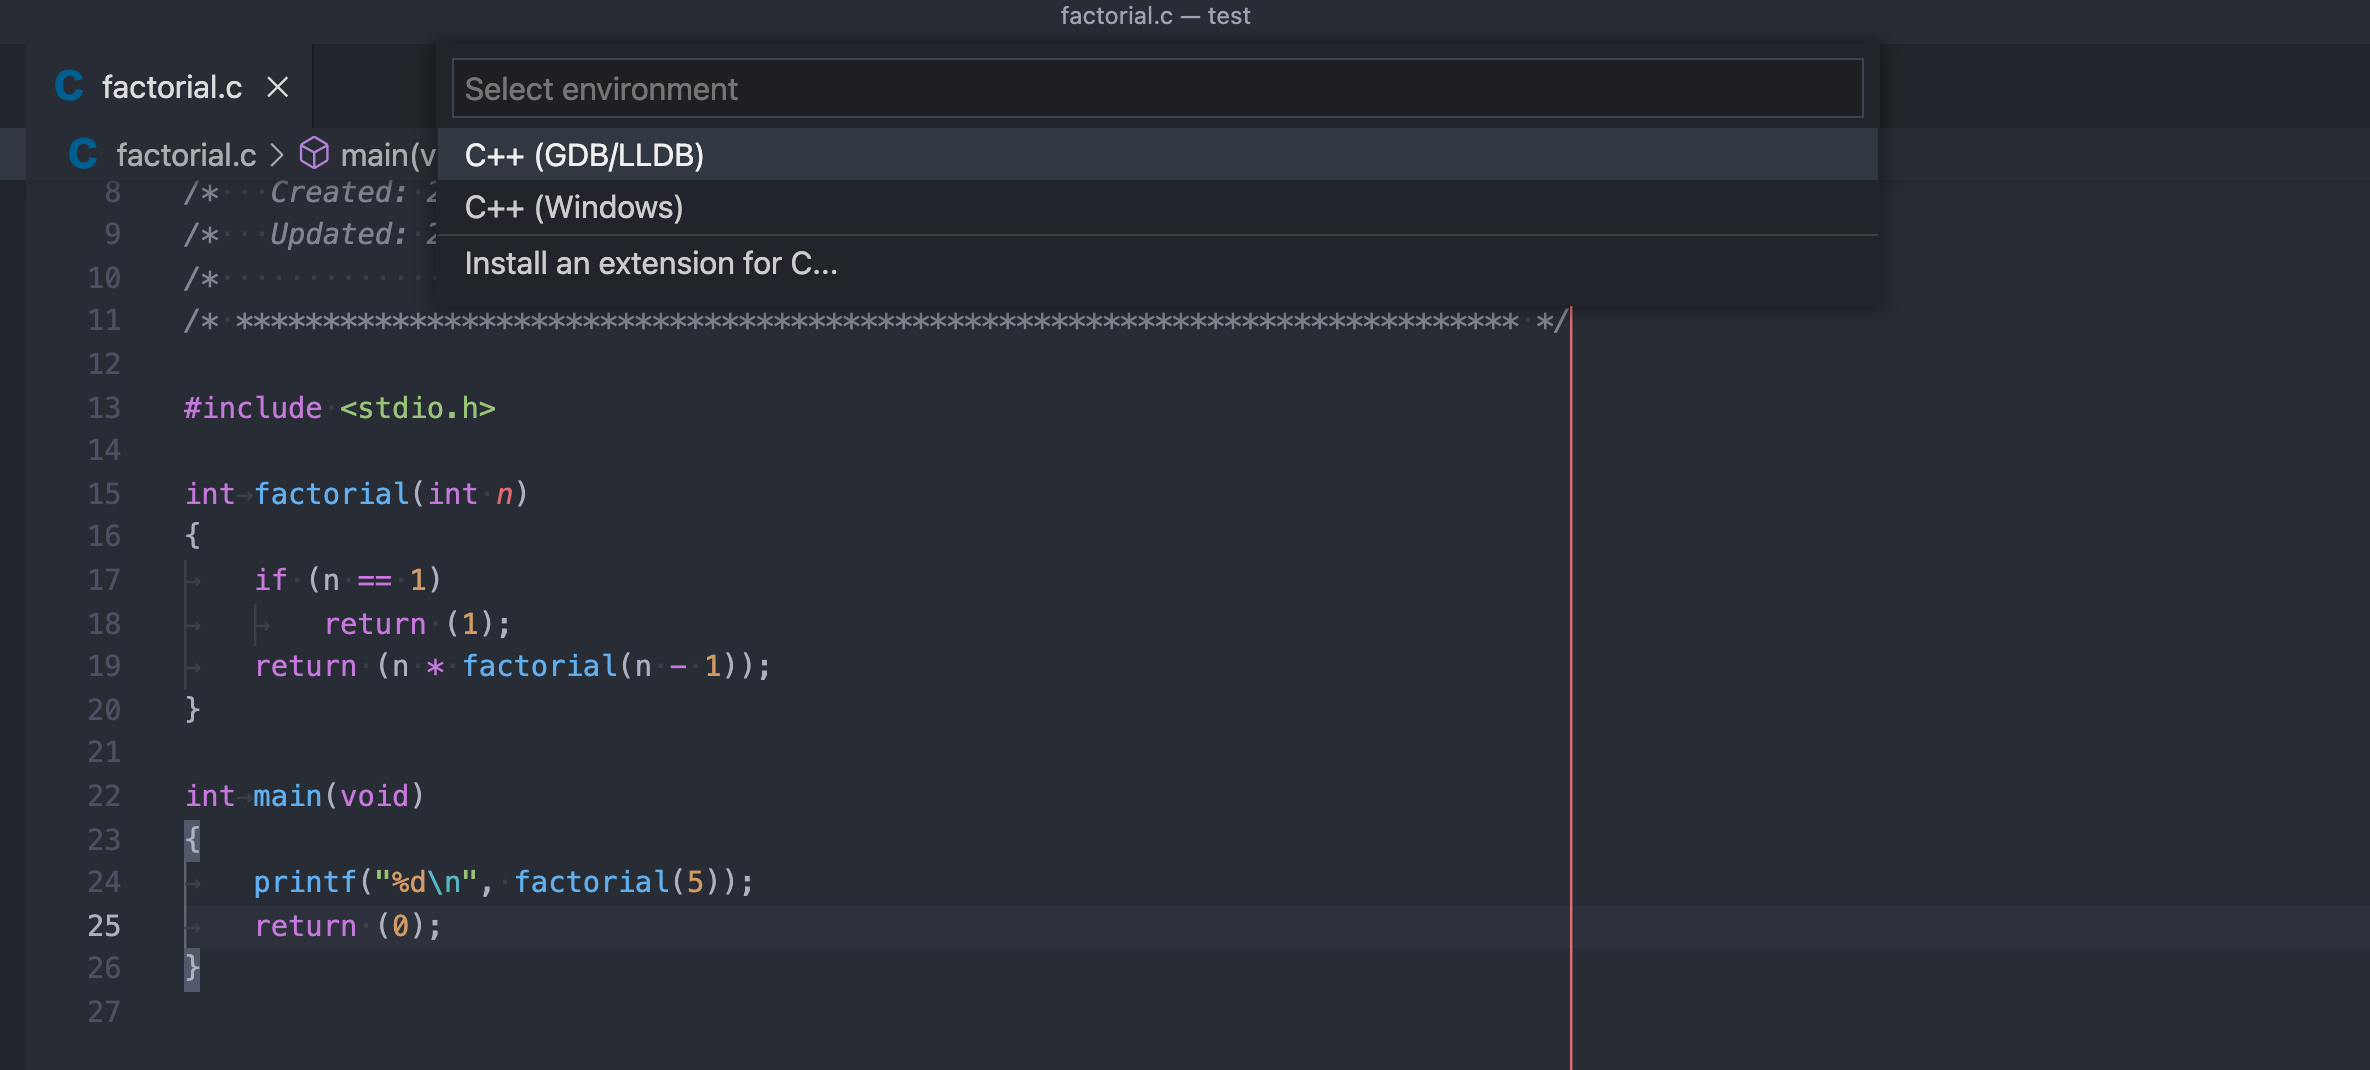 factorial.c — test
C factorial.c
Select environment
C factorial.c > main(v
C++ (GDB/LLDB)
C++ (Windows)
Install an extension for C...
8 /* Created: 2
9 /* Updated: 2
10 /*
11 /* ************************************************************************** */
12
13 #include <stdio.h>
14
15 int factorial(int n)
16 {
17 if (n == 1)
18 return (1);
19 return (n * factorial(n - 1));
20 }
21
22 int main(void)
23 {
24 printf("%d\n", factorial(5));
25 return (0);
26 }
27